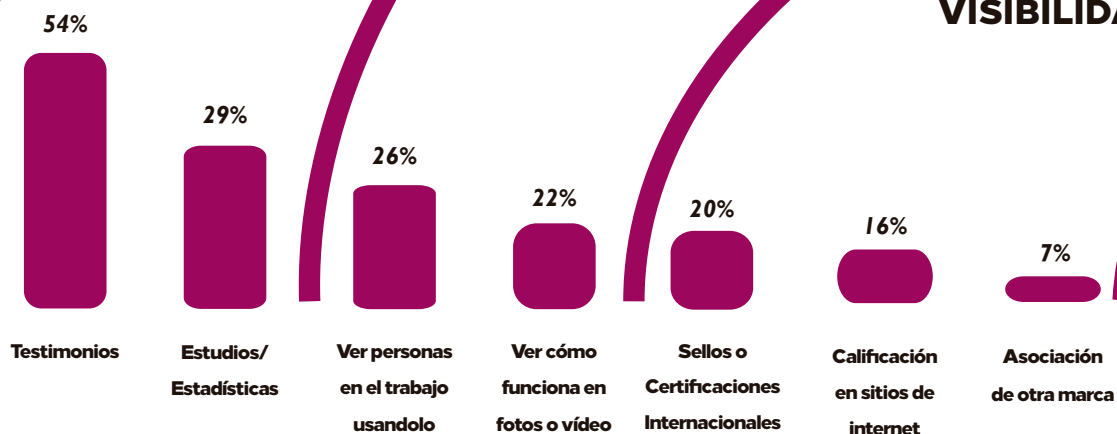 VISIBILIDA
54%
29%
26%
22%
20%
16%
7%
Testimonios
Estudios/
Estadísticas
Ver personas
en el trabajo
usandolo
Ver cómo
funciona en
fotos o vídeo
Sellos o
Certificaciones
Internacionales
Calificación
en sitios de
internet
Asociación
de otra marca